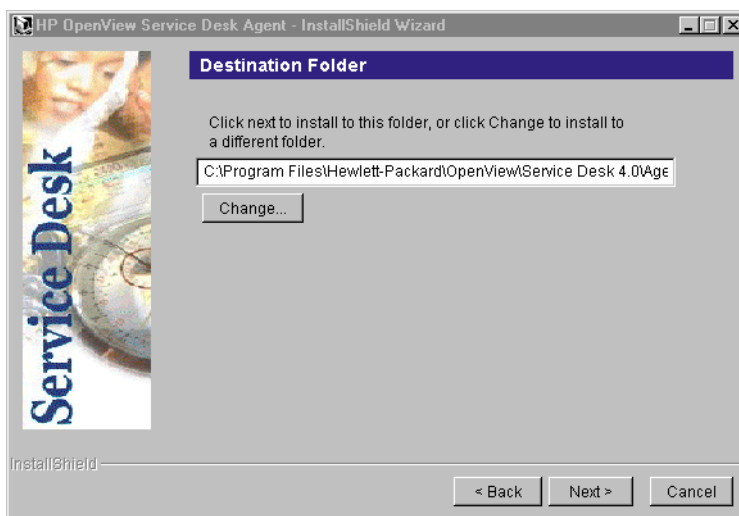 HP OpenView Service Desk Agent - InstallShield Wizard
Service Desk
Destination Folder
Click next to install to this folder, or click Change to install to
a different folder.
C:\Program Files\Hewlett-Packard\OpenView\Service Desk 4.0\Age
Change...
InstallShield
< Back
Next >
Cancel